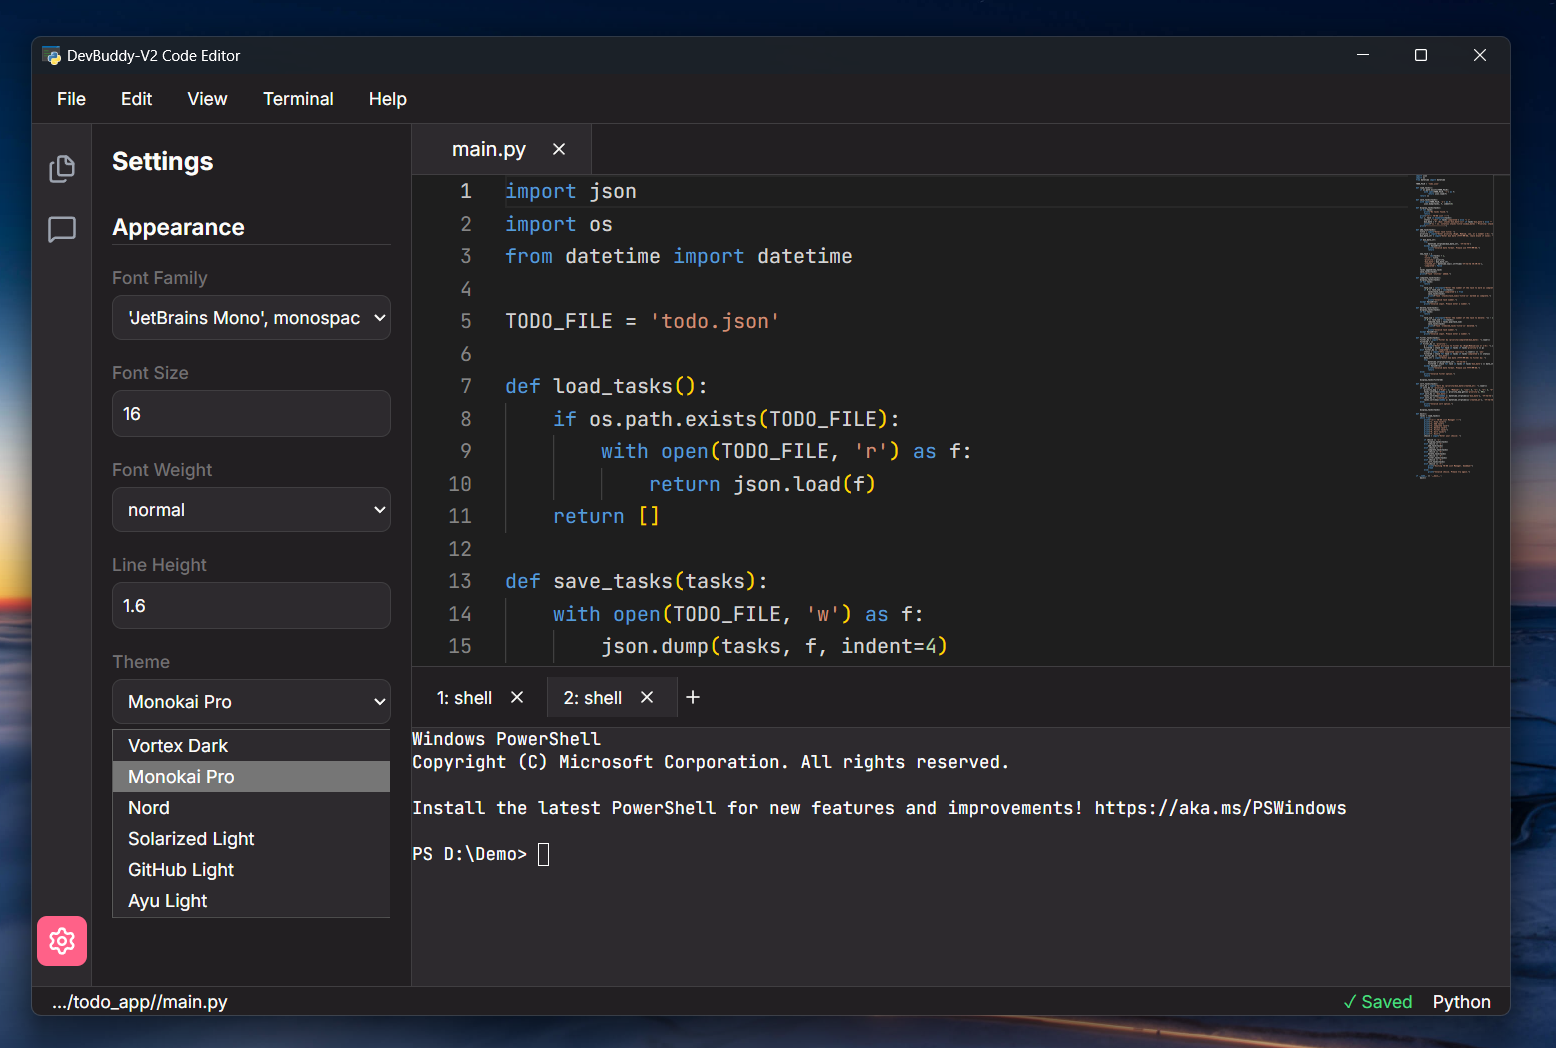 DevBuddy-V2 Code Editor
File Edit View Terminal Help
Settings
Appearance
Font Family
'JetBrains Mono', monospac
Font Size
16
Font Weight
normal
Line Height
1.6
Theme
Monokai Pro
Vortex Dark
Monokai Pro
Nord
Solarized Light
GitHub Light
Ayu Light
main.py
1 import json
2 import os
3 from datetime import datetime
4
5 TODO_FILE = 'todo.json'
6
7 def load_tasks():
8 if os.path.exists(TODO_FILE):
9 with open(TODO_FILE, 'r') as f:
10 return json.load(f)
11 return []
12
13 def save_tasks(tasks):
14 with open(TODO_FILE, 'w') as f:
15 json.dump(tasks, f, indent=4)
1: shell 2: shell +
Windows PowerShell
Copyright (C) Microsoft Corporation. All rights reserved.
Install the latest PowerShell for new features and improvements! https://aka.ms/PSWindows
PS D:\Demo>
.../todo_app//main.py
✓ Saved Python